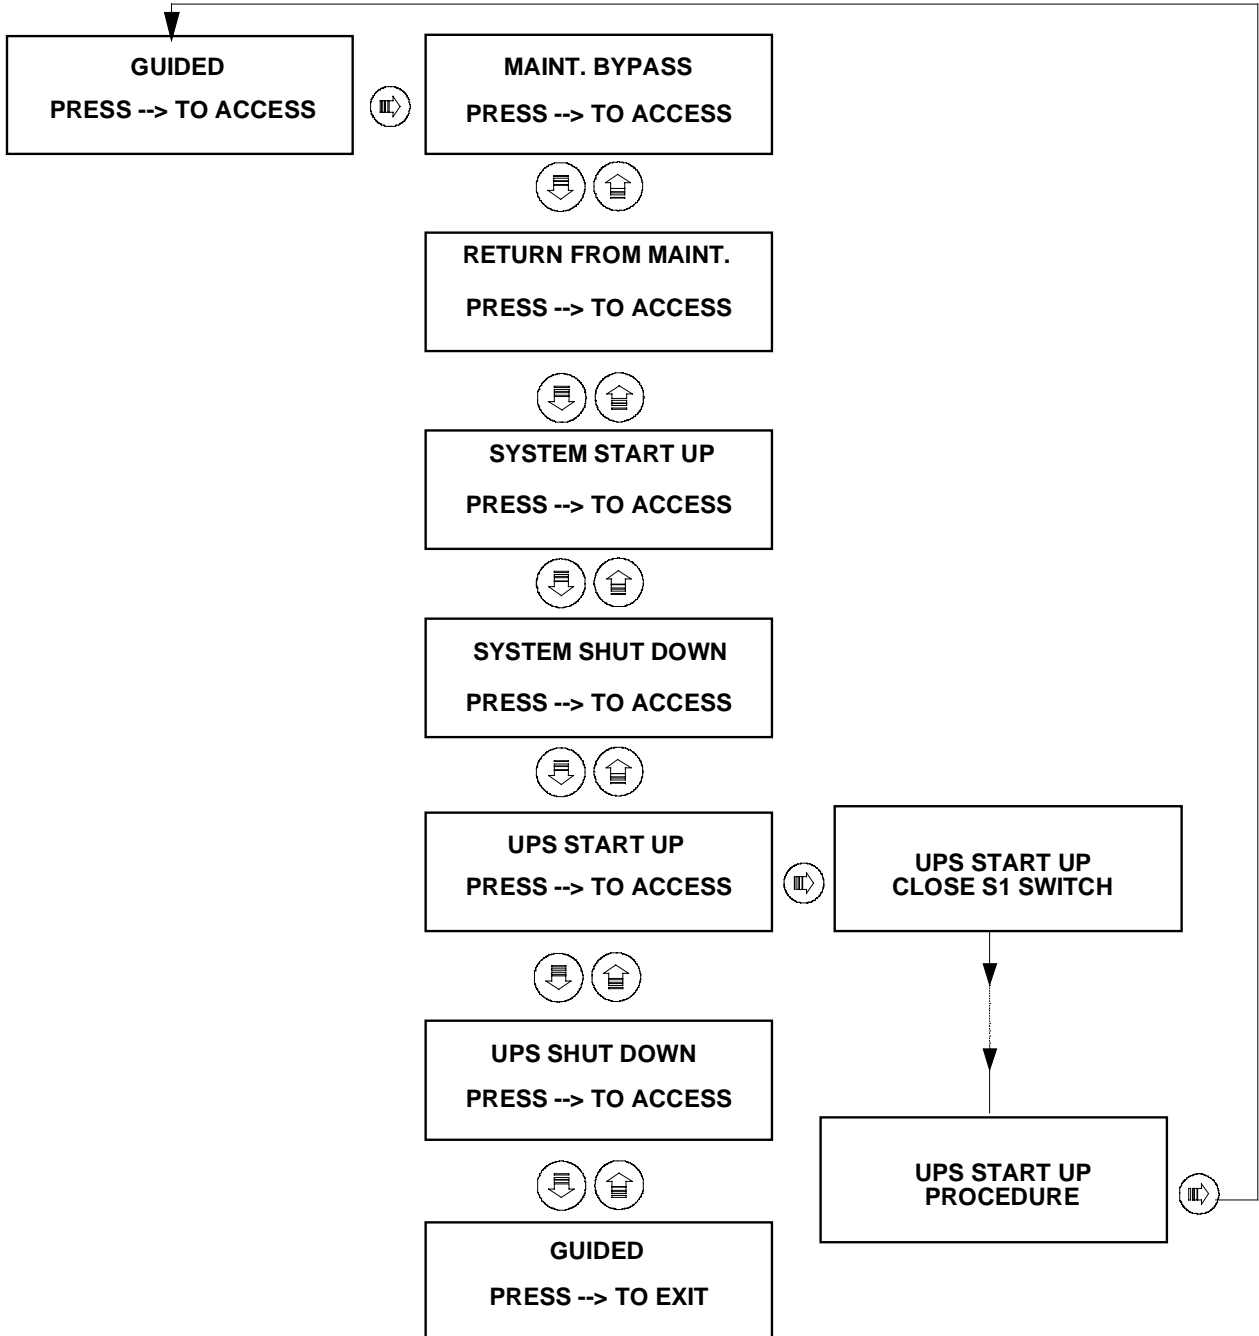 GUIDED
PRESS --> TO ACCESS
MAINT. BYPASS
PRESS --> TO ACCESS
RETURN FROM MAINT.
PRESS --> TO ACCESS
SYSTEM START UP
PRESS --> TO ACCESS
SYSTEM SHUT DOWN
PRESS --> TO ACCESS
UPS START UP
PRESS --> TO ACCESS
UPS START UP
CLOSE S1 SWITCH
UPS SHUT DOWN
PRESS --> TO ACCESS
UPS START UP
PROCEDURE
GUIDED
PRESS --> TO EXIT